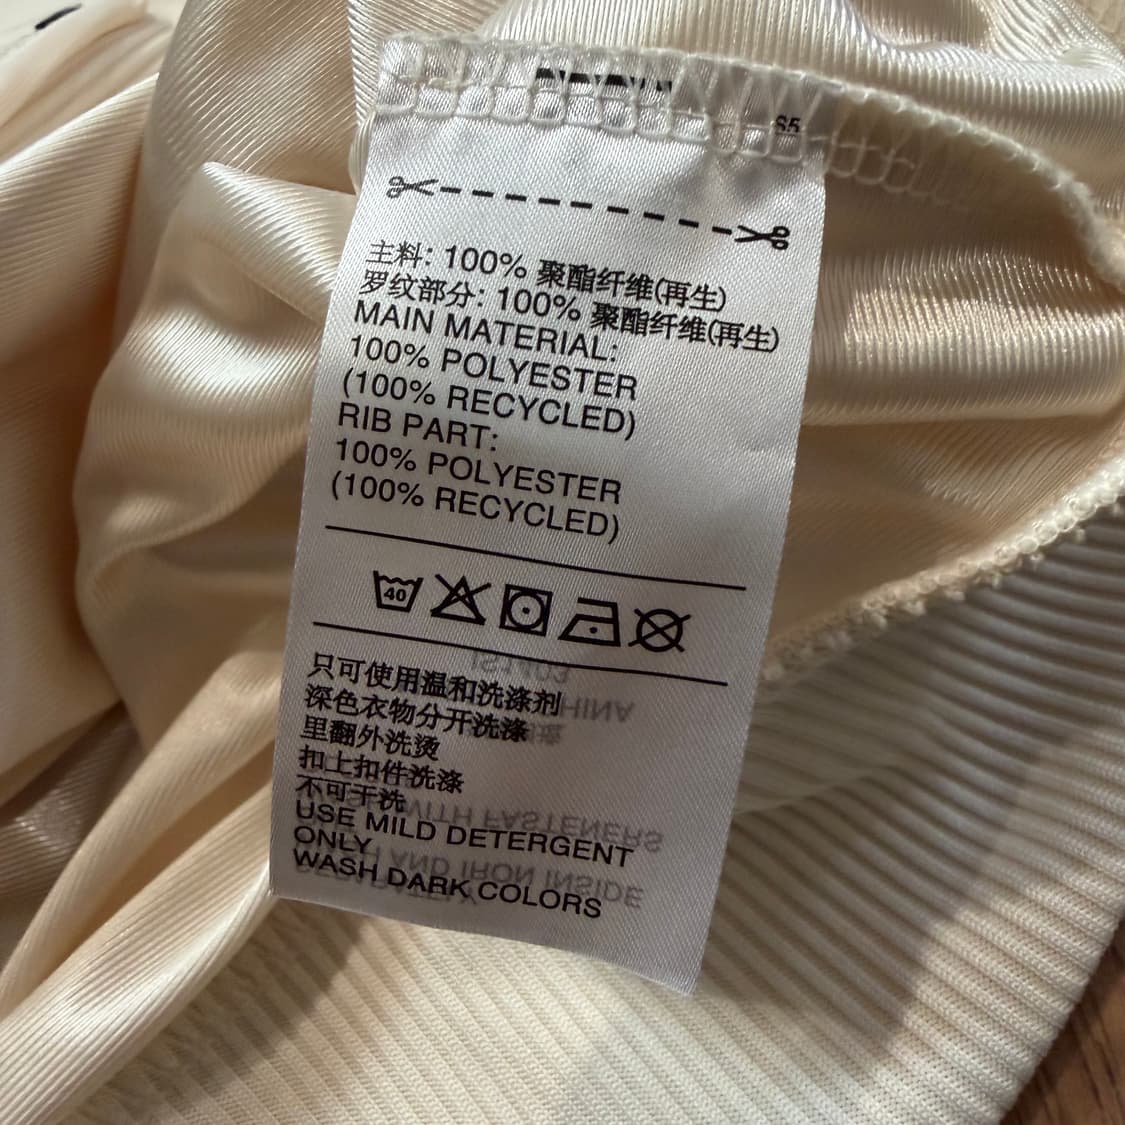 S5
主料: 100% 聚酯纤维(再生)
罗纹部分: 100% 聚酯纤维(再生)
MAIN MATERIAL:
100% POLYESTER
(100% RECYCLED)
RIB PART:
100% POLYESTER
(100% RECYCLED)
40
只可使用温和洗涤剂
深色衣物分开洗涤
里翻外洗烫
扣上扣件洗涤
不可干洗
USE MILD DETERGENT
ONLY
WASH DARK COLORS